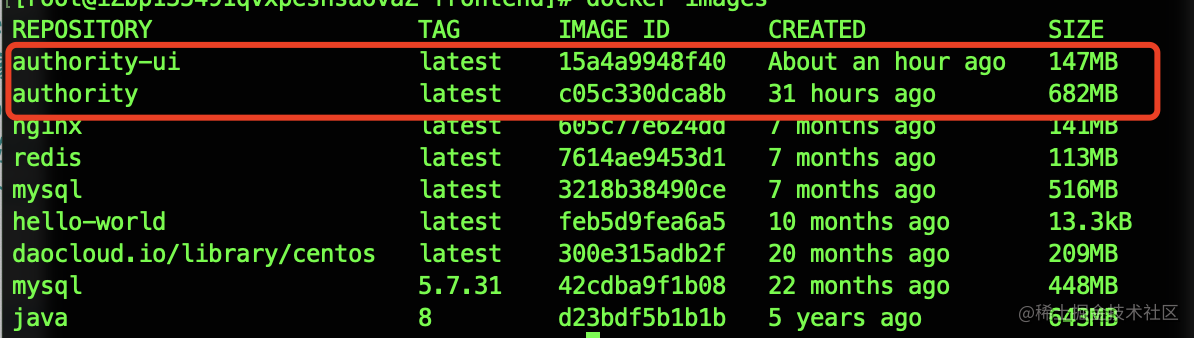 docker images
REPOSITORY TAG IMAGE ID CREATED SIZE
authority-ui latest 15a4a9948f40 About an hour ago 147MB
authority latest c05c330dca8b 31 hours ago 682MB
nginx latest 605c77e624dd 7 months ago 141MB
redis latest 7614ae9453d1 7 months ago 113MB
mysql latest 3218b38490ce 7 months ago 516MB
hello-world latest feb5d9fea6a5 10 months ago 13.3kB
daocloud.io/library/centos latest 300e315adb2f 20 months ago 209MB
mysql 5.7.31 42cdba9f1b08 22 months ago 448MB
java 8 d23bdf5b1b1b 5 years ago 643MB
@稀土掘金技术社区